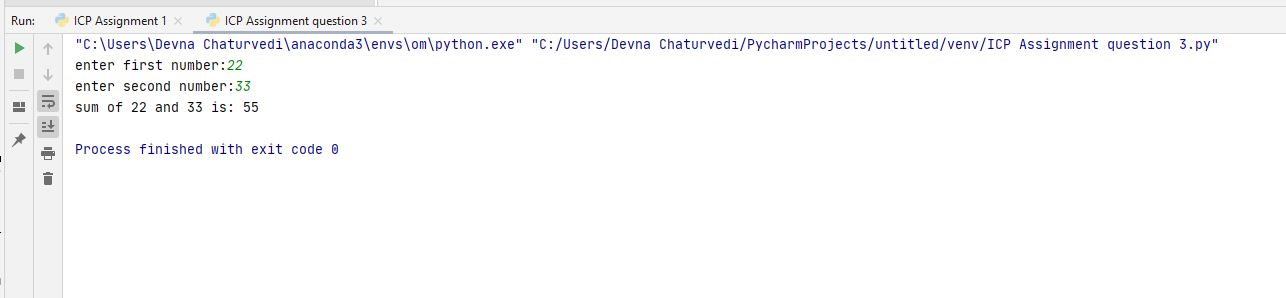 Run: ICP Assignment 1 ICP Assignment question 3
"C:\Users\Devna Chaturvedi\anaconda3\envs\om\python.exe" "C:/Users/Devna Chaturvedi/PycharmProjects/untitled/venv/ICP Assignment question 3.py"
enter first number:22
enter second number:33
sum of 22 and 33 is: 55
Process finished with exit code 0